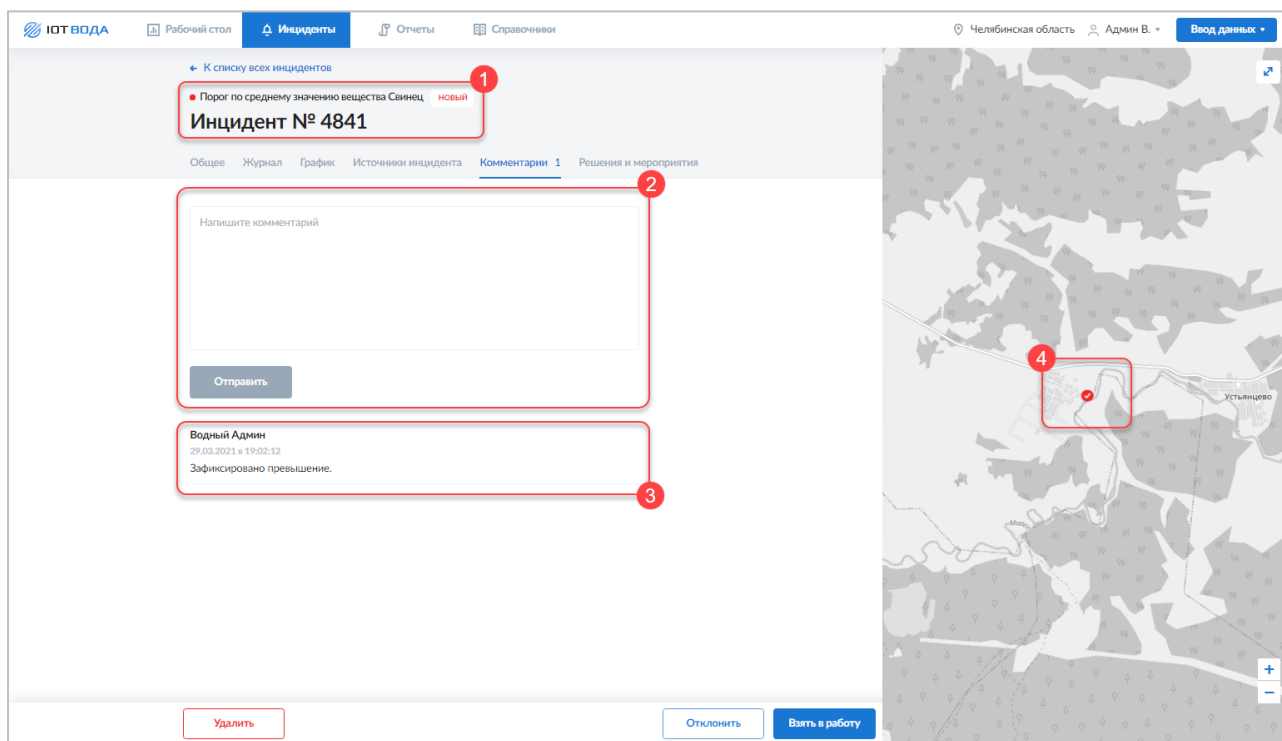 IOT ВОДА Рабочий стол Инциденты Отчеты Справочники Челябинская область Админ В. Ввод данных
К списку всех инцидентов
1
Порог по среднему значению вещества Свинец новый
Инцидент № 4841
Общее Журнал График Источники инцидента Комментарии 1 Решения и мероприятия
2
Напишите комментарий
Отправить
Водный Админ
29.03.2021 в 19:02:12
Зафиксировано превышение.
3
4
Устьянцево
Миасс
+
−
Удалить Отклонить Взять в работу